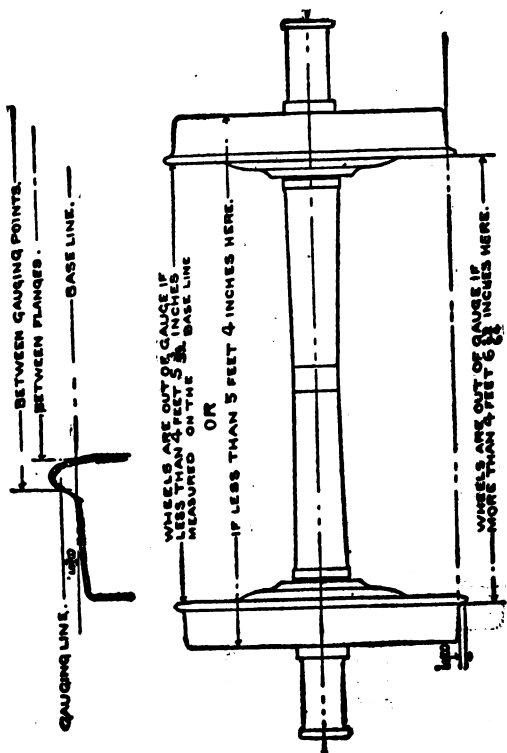 BETWEEN GAUGING POINTS.
BETWEEN FLANGES.
BASE LINE.
GAUGING LINE.
WHEELS ARE OUT OF GAUGE IF
LESS THAN 4 FEET 5 3/32 INCHES
MEASURED ON THE BASE LINE
OR
IF LESS THAN 5 FEET 4 INCHES HERE.
WHEELS ARE OUT OF GAUGE IF
MORE THAN 4 FEET 6 INCHES HERE.